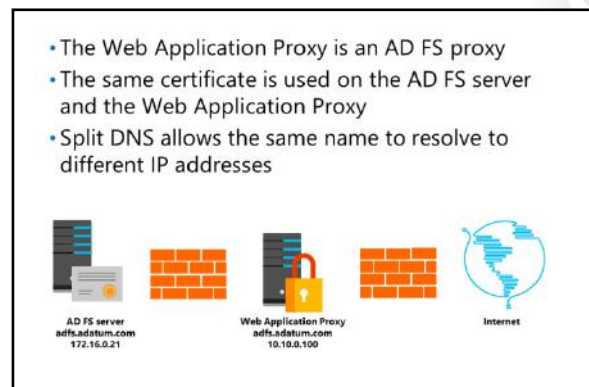 • The Web Application Proxy is an AD FS proxy
• The same certificate is used on the AD FS server
and the Web Application Proxy
• Split DNS allows the same name to resolve to
different IP addresses
AD FS server
adfs.adatum.com
172.16.0.21
Web Application Proxy
adfs.adatum.com
10.10.0.100
Internet